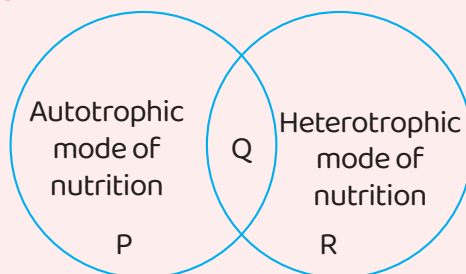 Autotrophic
mode of
nutrition
P
Q
Heterotrophic
mode of
nutrition
R